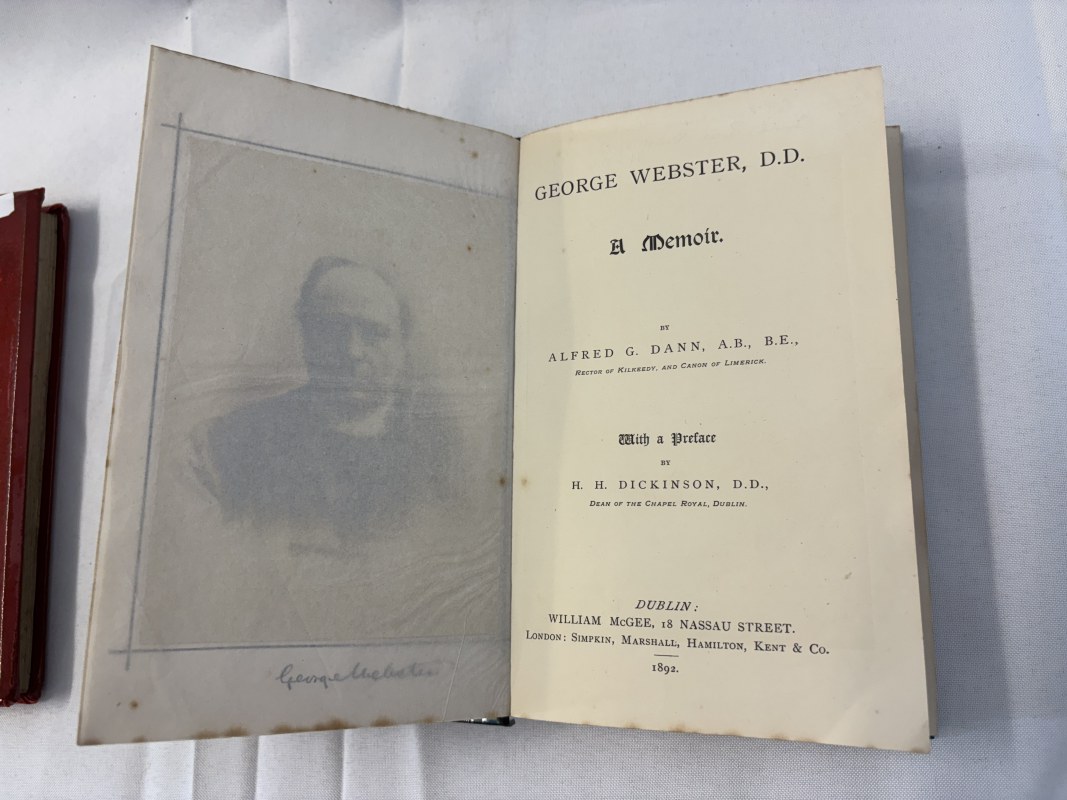 George Webster
GEORGE WEBSTER, D.D.
A Memoir.
BY
ALFRED G. DANN, A.B., B.E.,
RECTOR OF KILKEEDY, AND CANON OF LIMERICK.
With a Preface
BY
H. H. DICKINSON, D.D.,
DEAN OF THE CHAPEL ROYAL, DUBLIN.
DUBLIN:
WILLIAM McGEE, 18 NASSAU STREET.
LONDON: SIMPKIN, MARSHALL, HAMILTON, KENT & CO.
1892.